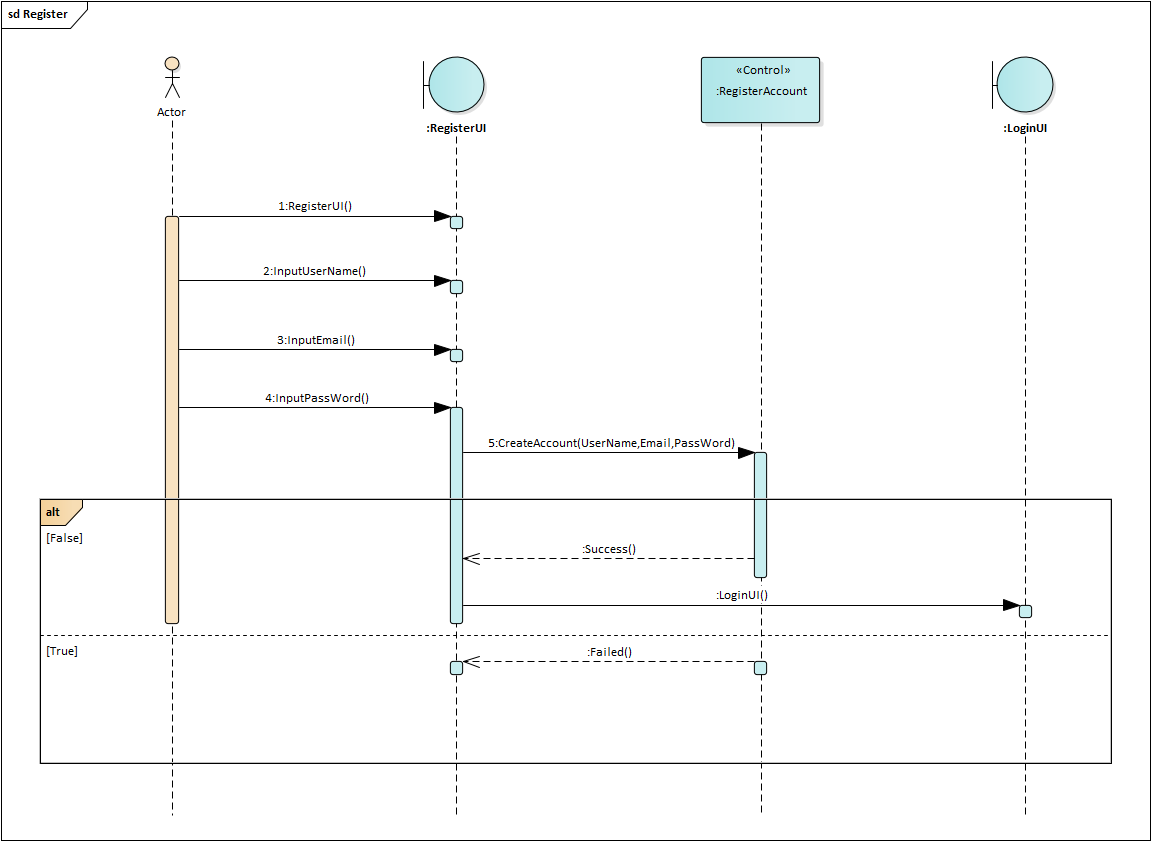 sd Register
Actor
:RegisterUI
«Control»
:RegisterAccount
:LoginUI
1:RegisterUI()
2:InputUserName()
3:InputEmail()
4:InputPassWord()
5:CreateAccount(UserName,Email,PassWord)
alt
[False]
:Success()
:LoginUI()
[True]
:Failed()